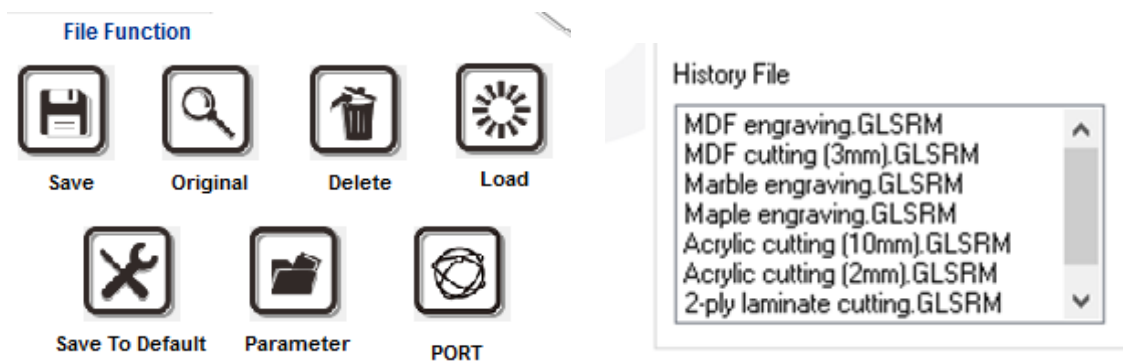 File Function
Save
Original
Delete
Load
Save To Default
Parameter
PORT
History File
MDF engraving.GLSRM
MDF cutting (3mm).GLSRM
Marble engraving.GLSRM
Maple engraving.GLSRM
Acrylic cutting (10mm).GLSRM
Acrylic cutting (2mm).GLSRM
2-ply laminate cutting.GLSRM